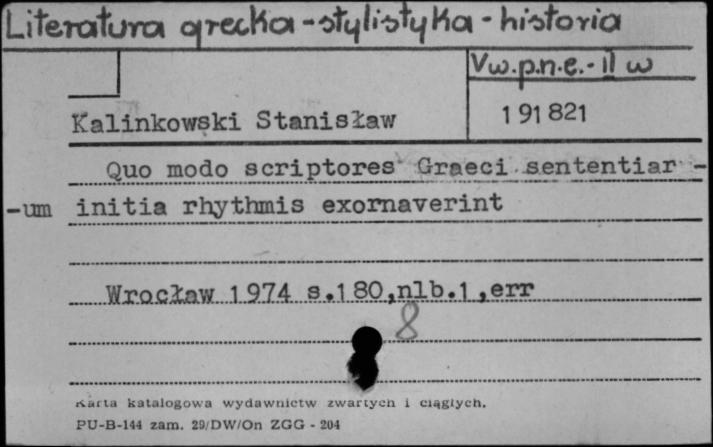 Literatura grecka - stylistyka - historia
V w.p.n.e. - II w
Kalinkowski Stanisław
191821
Quo modo scriptores Graeci sententiar -
-um initia rhythmis exornaverint
Wrocław 1974 s.180,nlb.1,err
8
Karta katalogowa wydawnictw zwartych i ciągłych.
PU-B-144 zam. 29/DW/On ZGG - 204